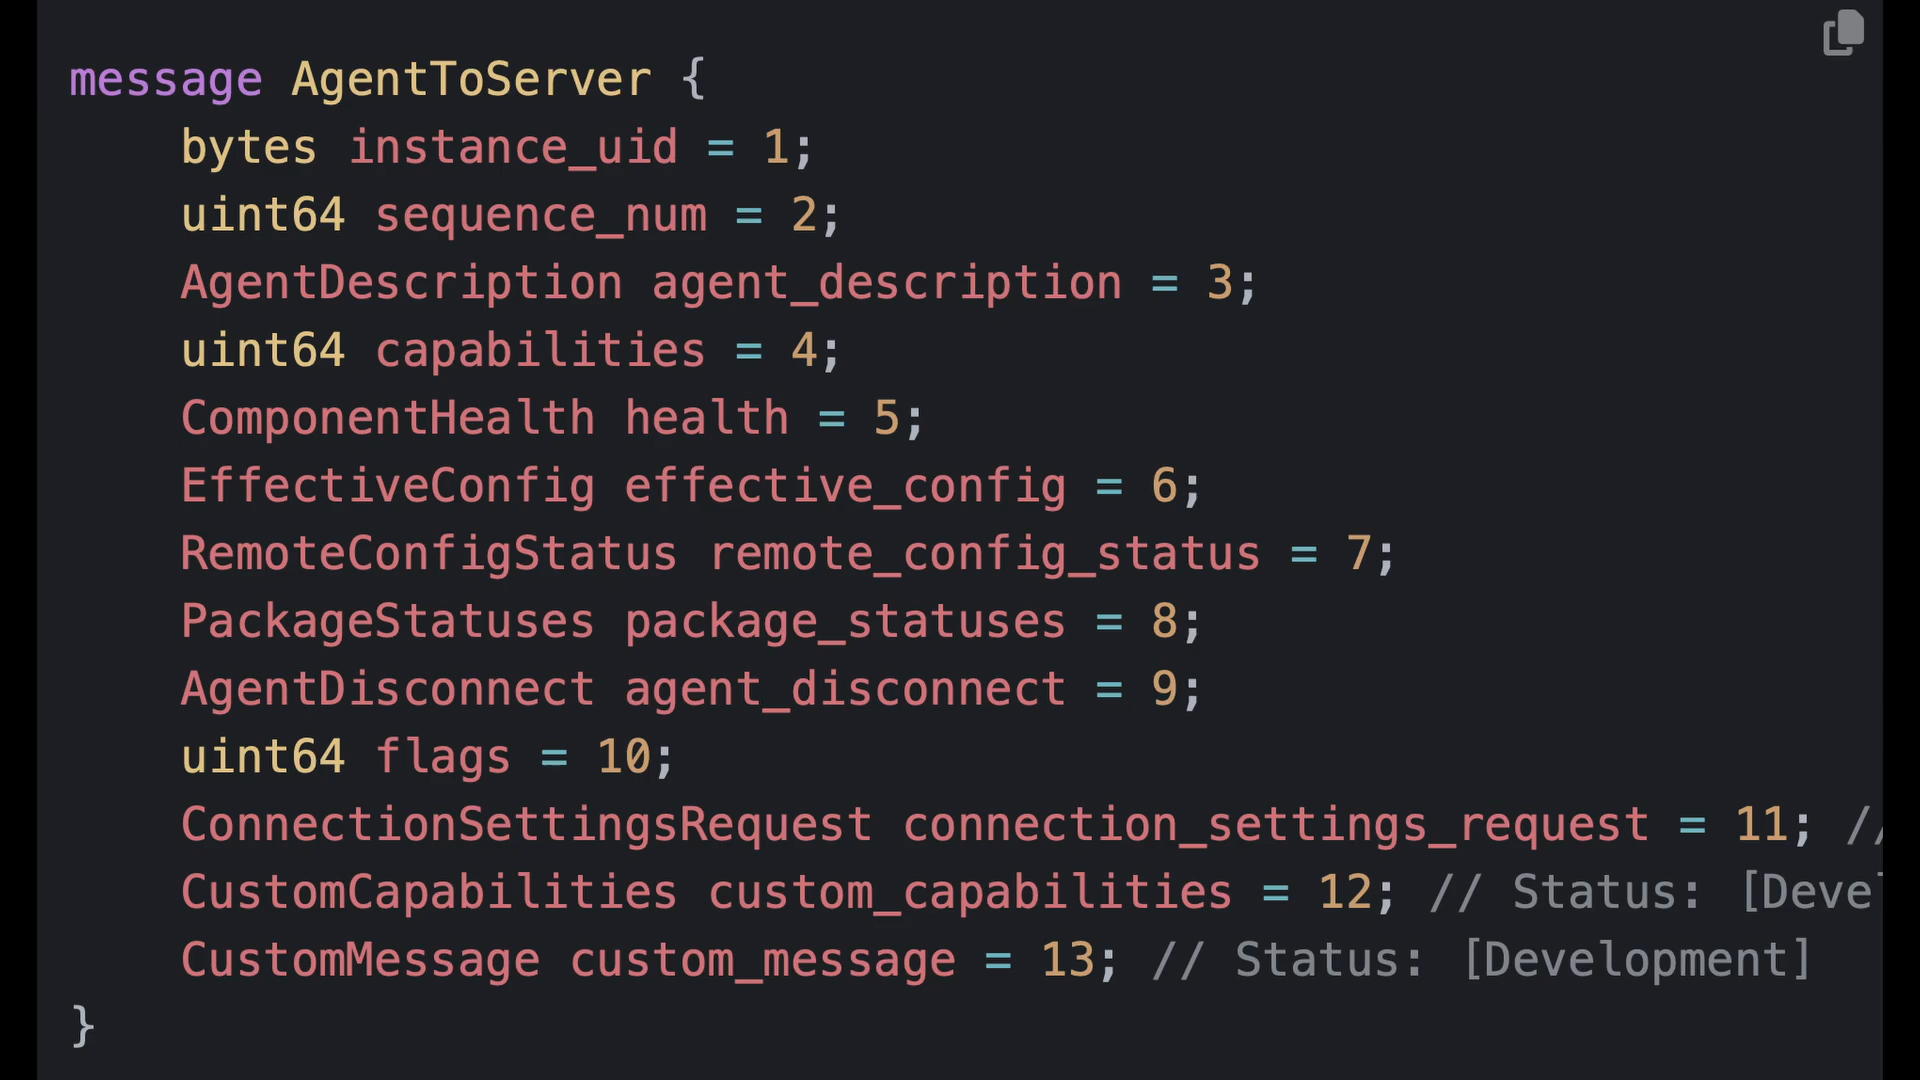 message AgentToServer {
    bytes instance_uid = 1;
    uint64 sequence_num = 2;
    AgentDescription agent_description = 3;
    uint64 capabilities = 4;
    ComponentHealth health = 5;
    EffectiveConfig effective_config = 6;
    RemoteConfigStatus remote_config_status = 7;
    PackageStatuses package_statuses = 8;
    AgentDisconnect agent_disconnect = 9;
    uint64 flags = 10;
    ConnectionSettingsRequest connection_settings_request = 11; //
    CustomCapabilities custom_capabilities = 12; // Status: [Deve
    CustomMessage custom_message = 13; // Status: [Development]
}